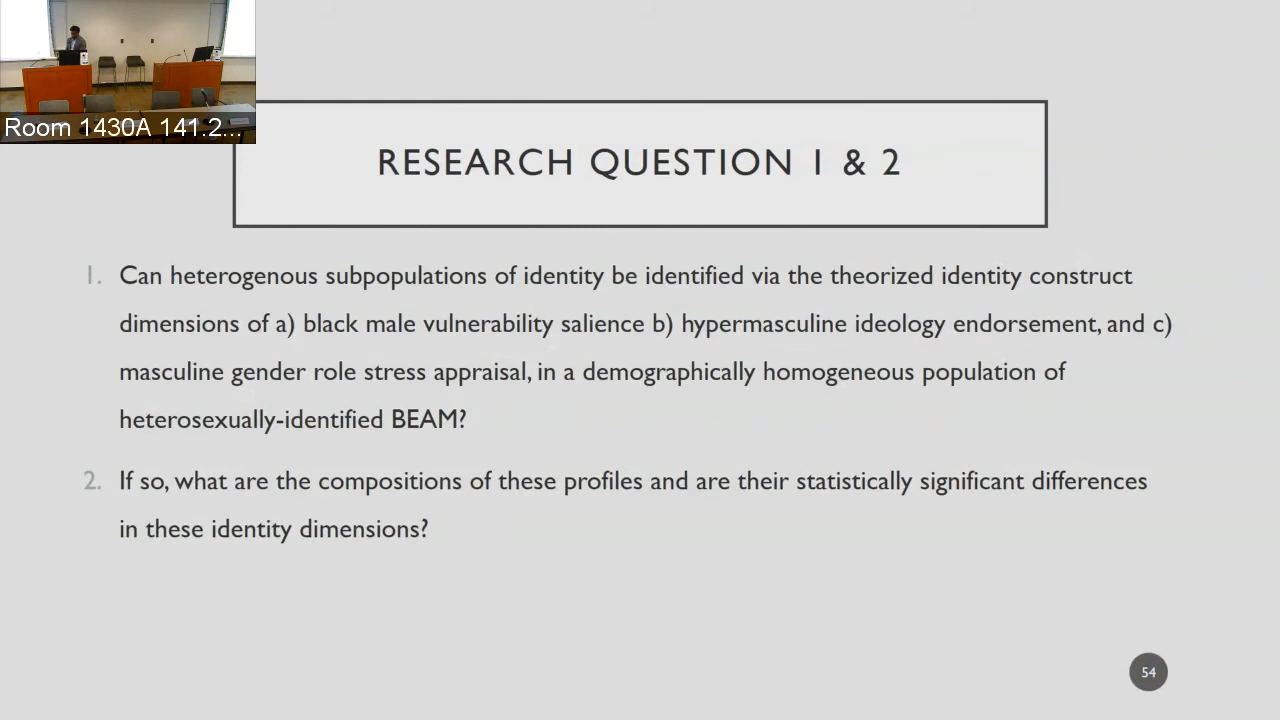 Room 1430A 141.2...
RESEARCH QUESTION 1 & 2
1. Can heterogenous subpopulations of identity be identified via the theorized identity construct
dimensions of a) black male vulnerability salience b) hypermasculine ideology endorsement, and c)
masculine gender role stress appraisal, in a demographically homogeneous population of
heterosexually-identified BEAM?
2. If so, what are the compositions of these profiles and are their statistically significant differences
in these identity dimensions?
54